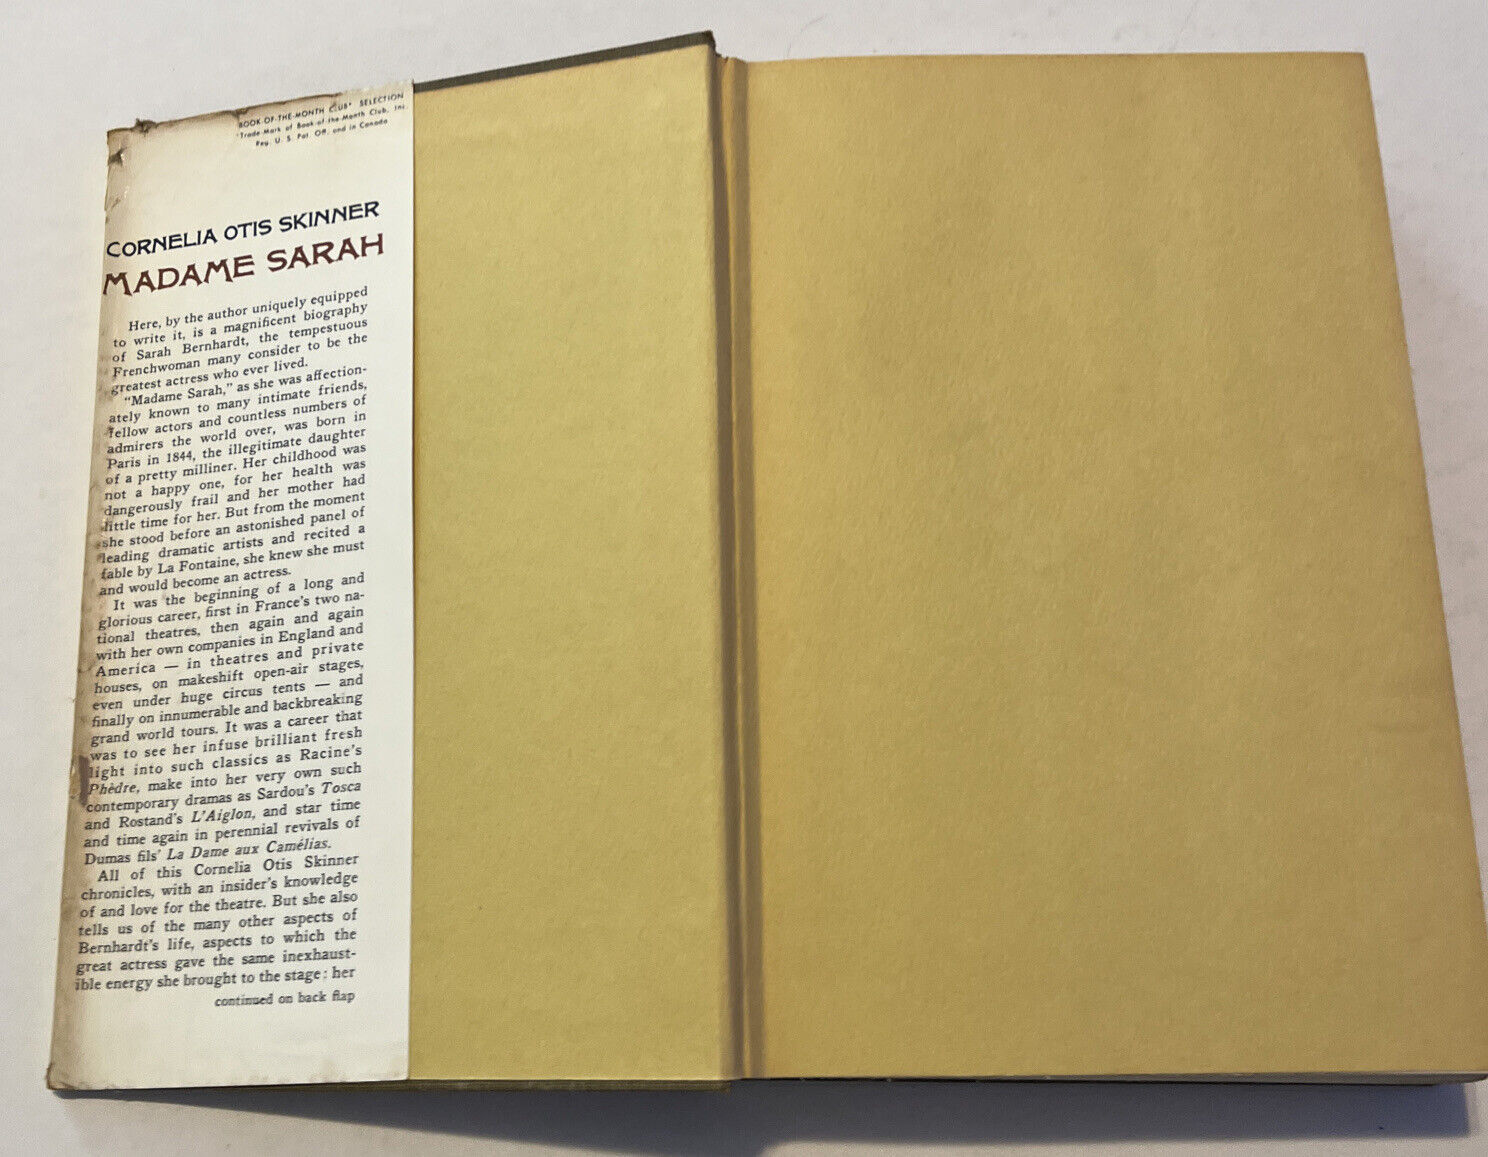 BOOK-OF-THE-MONTH CLUB* SELECTION
*Trade-Mark of Book-of-the-Month Club, Inc.
Reg. U. S. Pat. Off. and in Canada
CORNELIA OTIS SKINNER
MADAME SARAH
Here, by the author uniquely equipped
to write it, is a magnificent biography
of Sarah Bernhardt, the tempestuous
Frenchwoman many consider to be the
greatest actress who ever lived.
"Madame Sarah," as she was affection-
ately known to many intimate friends,
fellow actors and countless numbers of
admirers the world over, was born in
Paris in 1844, the illegitimate daughter
of a pretty milliner. Her childhood was
not a happy one, for her health was
dangerously frail and her mother had
little time for her. But from the moment
she stood before an astonished panel of
leading dramatic artists and recited a
fable by La Fontaine, she knew she must
and would become an actress.
It was the beginning of a long and
glorious career, first in France's two na-
tional theatres, then again and again
with her own companies in England and
America — in theatres and private
houses, on makeshift open-air stages,
even under huge circus tents — and
finally on innumerable and backbreaking
grand world tours. It was a career that
was to see her infuse brilliant fresh
light into such classics as Racine's
Phèdre, make into her very own such
contemporary dramas as Sardou's Tosca
and Rostand's L'Aiglon, and star time
and time again in perennial revivals of
Dumas fils' La Dame aux Camélias.
All of this Cornelia Otis Skinner
chronicles, with an insider's knowledge
of and love for the theatre. But she also
tells us of the many other aspects of
Bernhardt's life, aspects to which the
great actress gave the same inexhaust-
ible energy she brought to the stage: her
continued on back flap